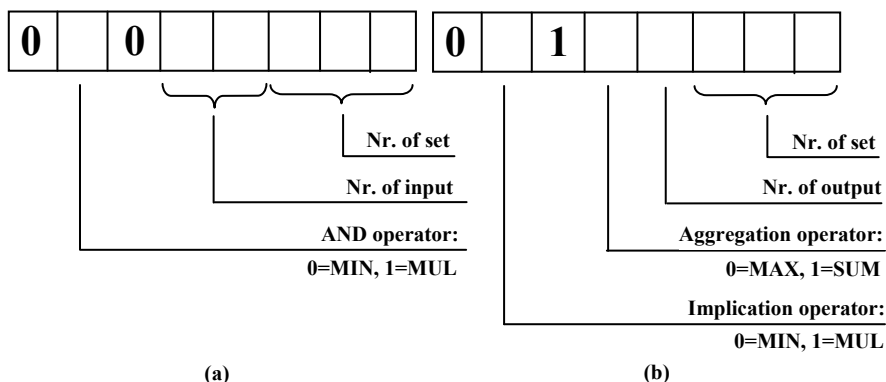 0 0
Nr. of set
Nr. of input
AND operator:
0=MIN, 1=MUL
(a)
0 1
Nr. of set
Nr. of output
Aggregation operator:
0=MAX, 1=SUM
Implication operator:
0=MIN, 1=MUL
(b)